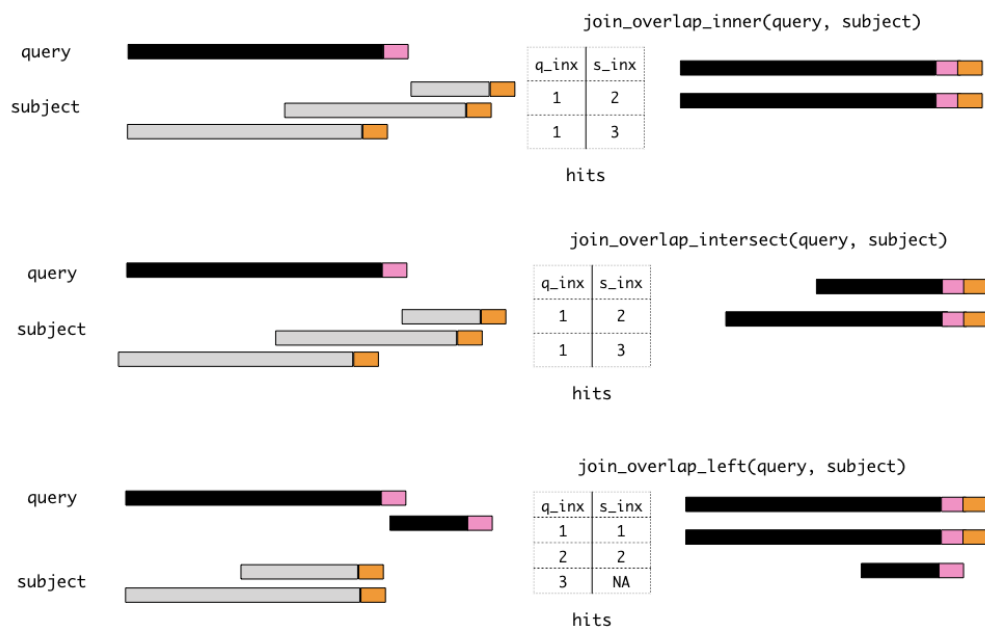 join_overlap_inner(query, subject)
query
subject
q_inx s_inx
1 2
1 3
hits
join_overlap_intersect(query, subject)
query
subject
q_inx s_inx
1 2
1 3
hits
join_overlap_left(query, subject)
query
subject
q_inx s_inx
1 1
2 2
3 NA
hits